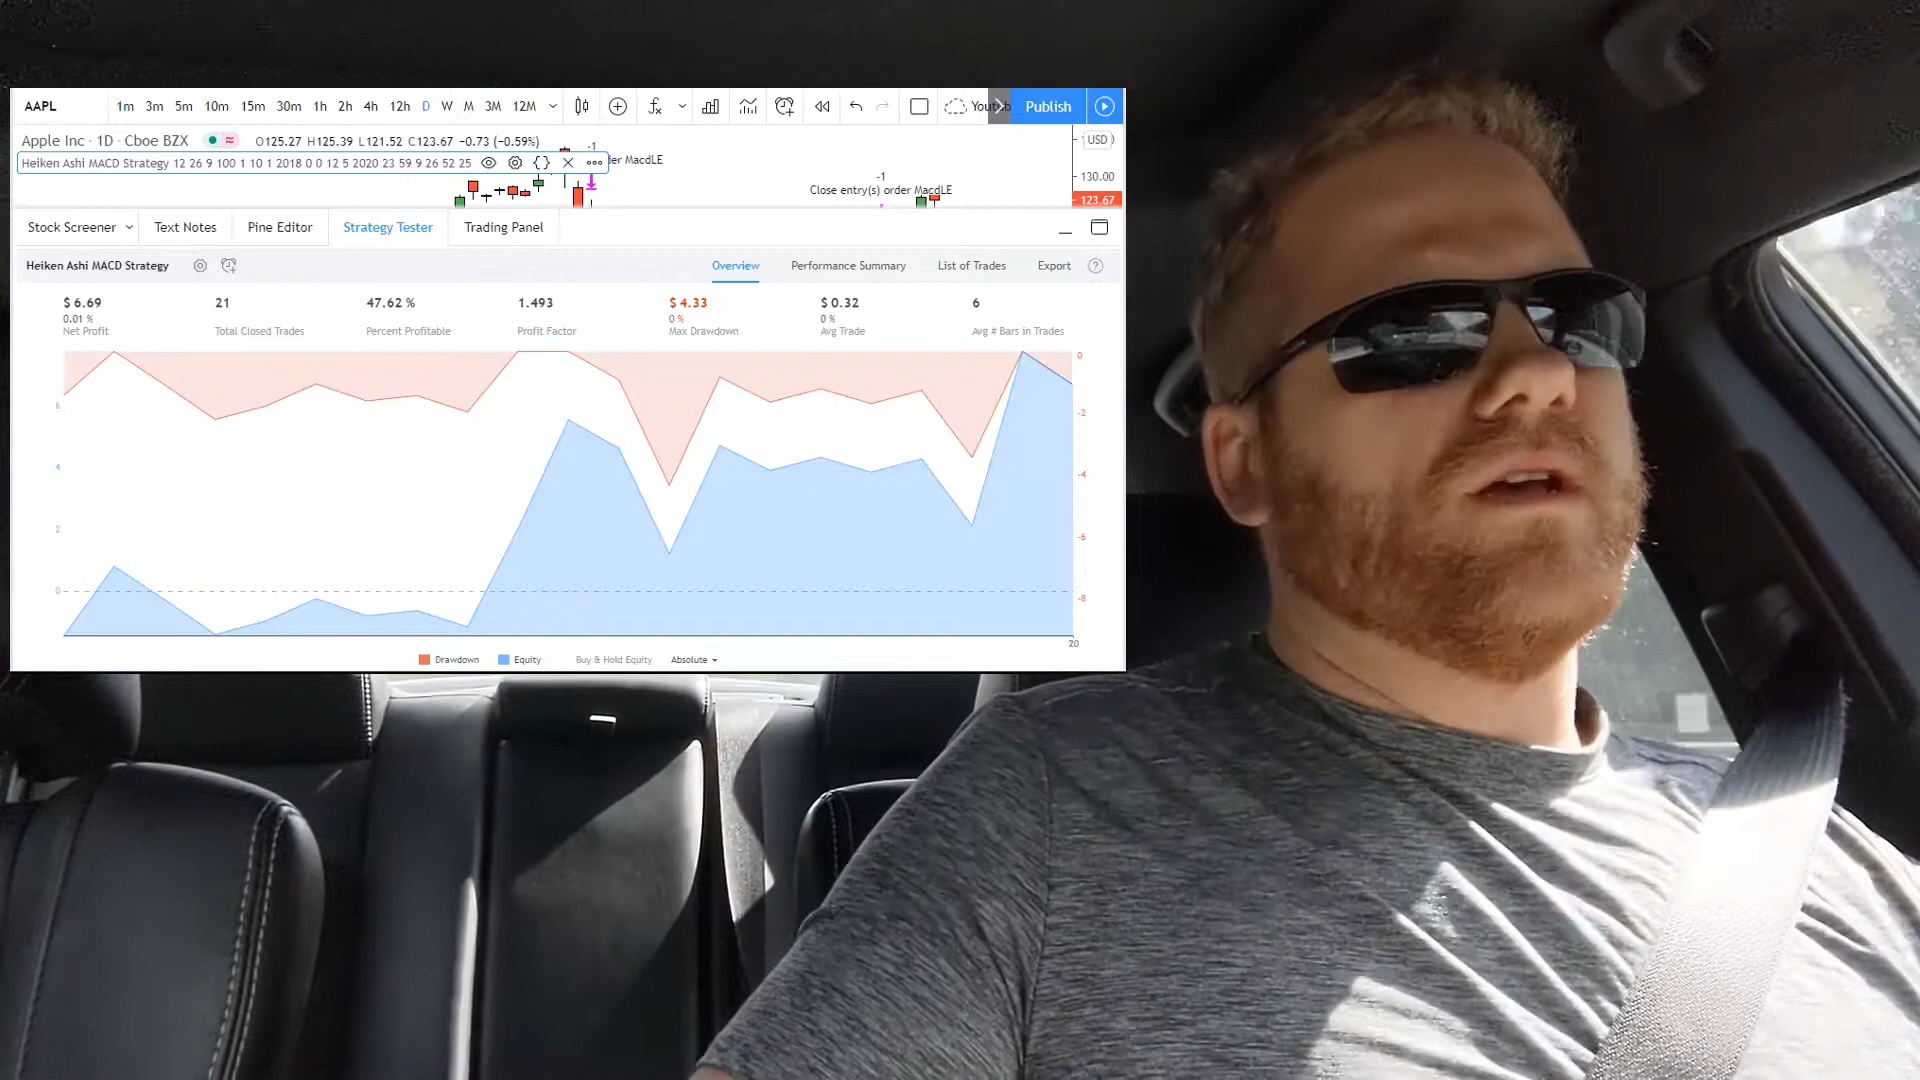 AAPL 1m 3m 5m 10m 15m 30m 1h 2h 4h 12h D W M 3M 12M Publish
Apple Inc · 1D · Cboe BZX O125.27 H125.39 L121.52 C123.67 −0.73 (−0.59%) USD
-1
Heiken Ashi MACD Strategy 12 26 9 100 1 10 1 2018 0 0 12 5 2020 23 59 9 26 52 25 der MacdLE
-1 130.00
Close entry(s) order MacdLE
123.67
Stock Screener Text Notes Pine Editor Strategy Tester Trading Panel
Heiken Ashi MACD Strategy Overview Performance Summary List of Trades Export ?
$ 6.69 21 47.62 % 1.493 $ 4.33 $ 0.32 6
0.01 % 0 % 0 %
Net Profit Total Closed Trades Percent Profitable Profit Factor Max Drawdown Avg Trade Avg # Bars in Trades
0
6
-2
4
-4
2
-6
0
-8
20
Drawdown Equity Buy & Hold Equity Absolute